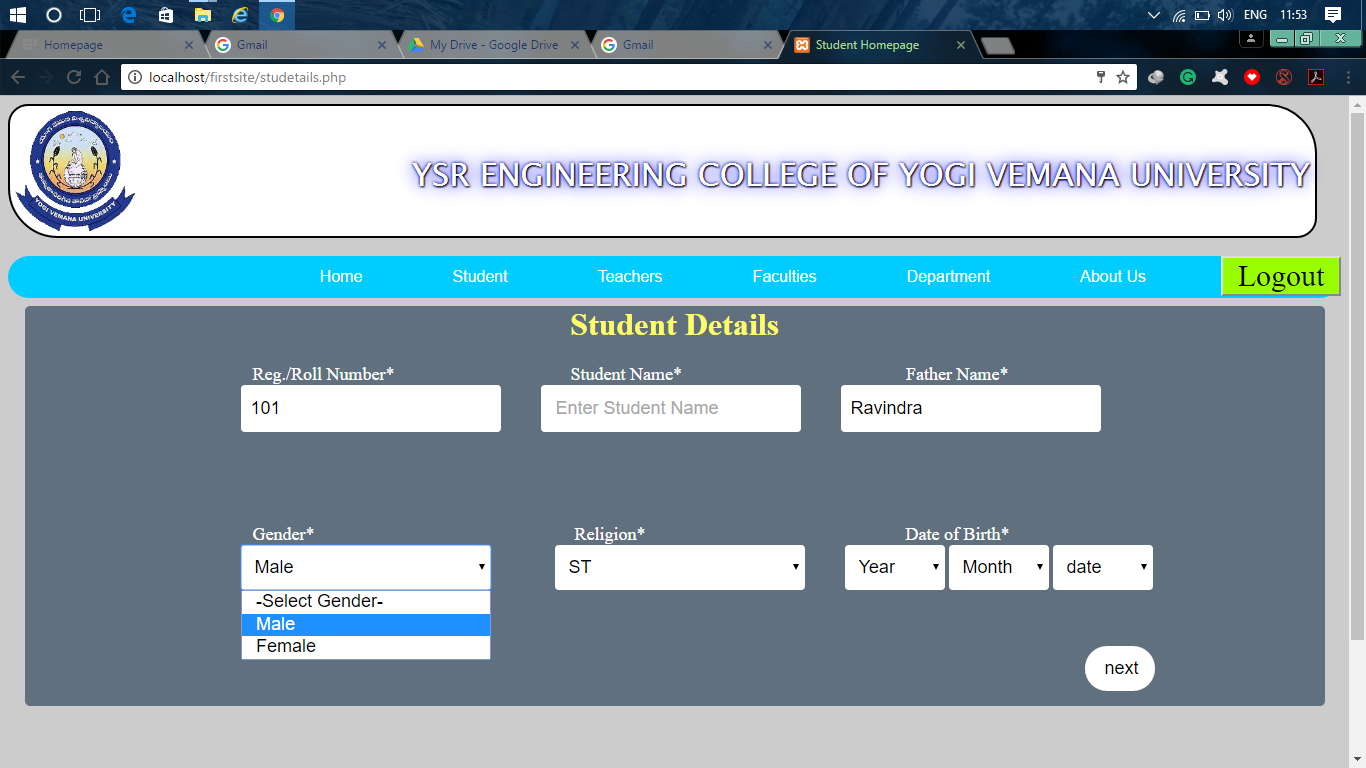 ENG 11:53
Homepage Gmail My Drive - Google Drive Gmail Student Homepage
localhost/firstsite/studetails.php
YOGI VEMANA UNIVERSITY
YSR ENGINEERING COLLEGE OF YOGI VEMANA UNIVERSITY
Home Student Teachers Faculties Department About Us Logout
Student Details
Reg./Roll Number* Student Name* Father Name*
101 Enter Student Name Ravindra
Gender* Religion* Date of Birth*
Male ST Year Month date
-Select Gender-
Male
Female
next